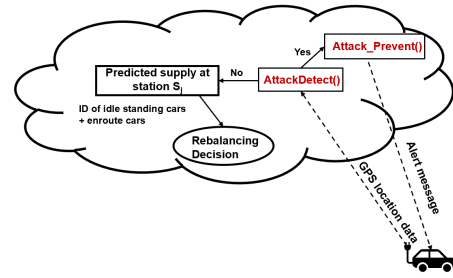 Yes
Attack_Prevent()
No
AttackDetect()
Predicted supply at
station Sj
ID of idle standing cars
+ enroute cars
Rebalancing
Decision
GPS location data
Alert message